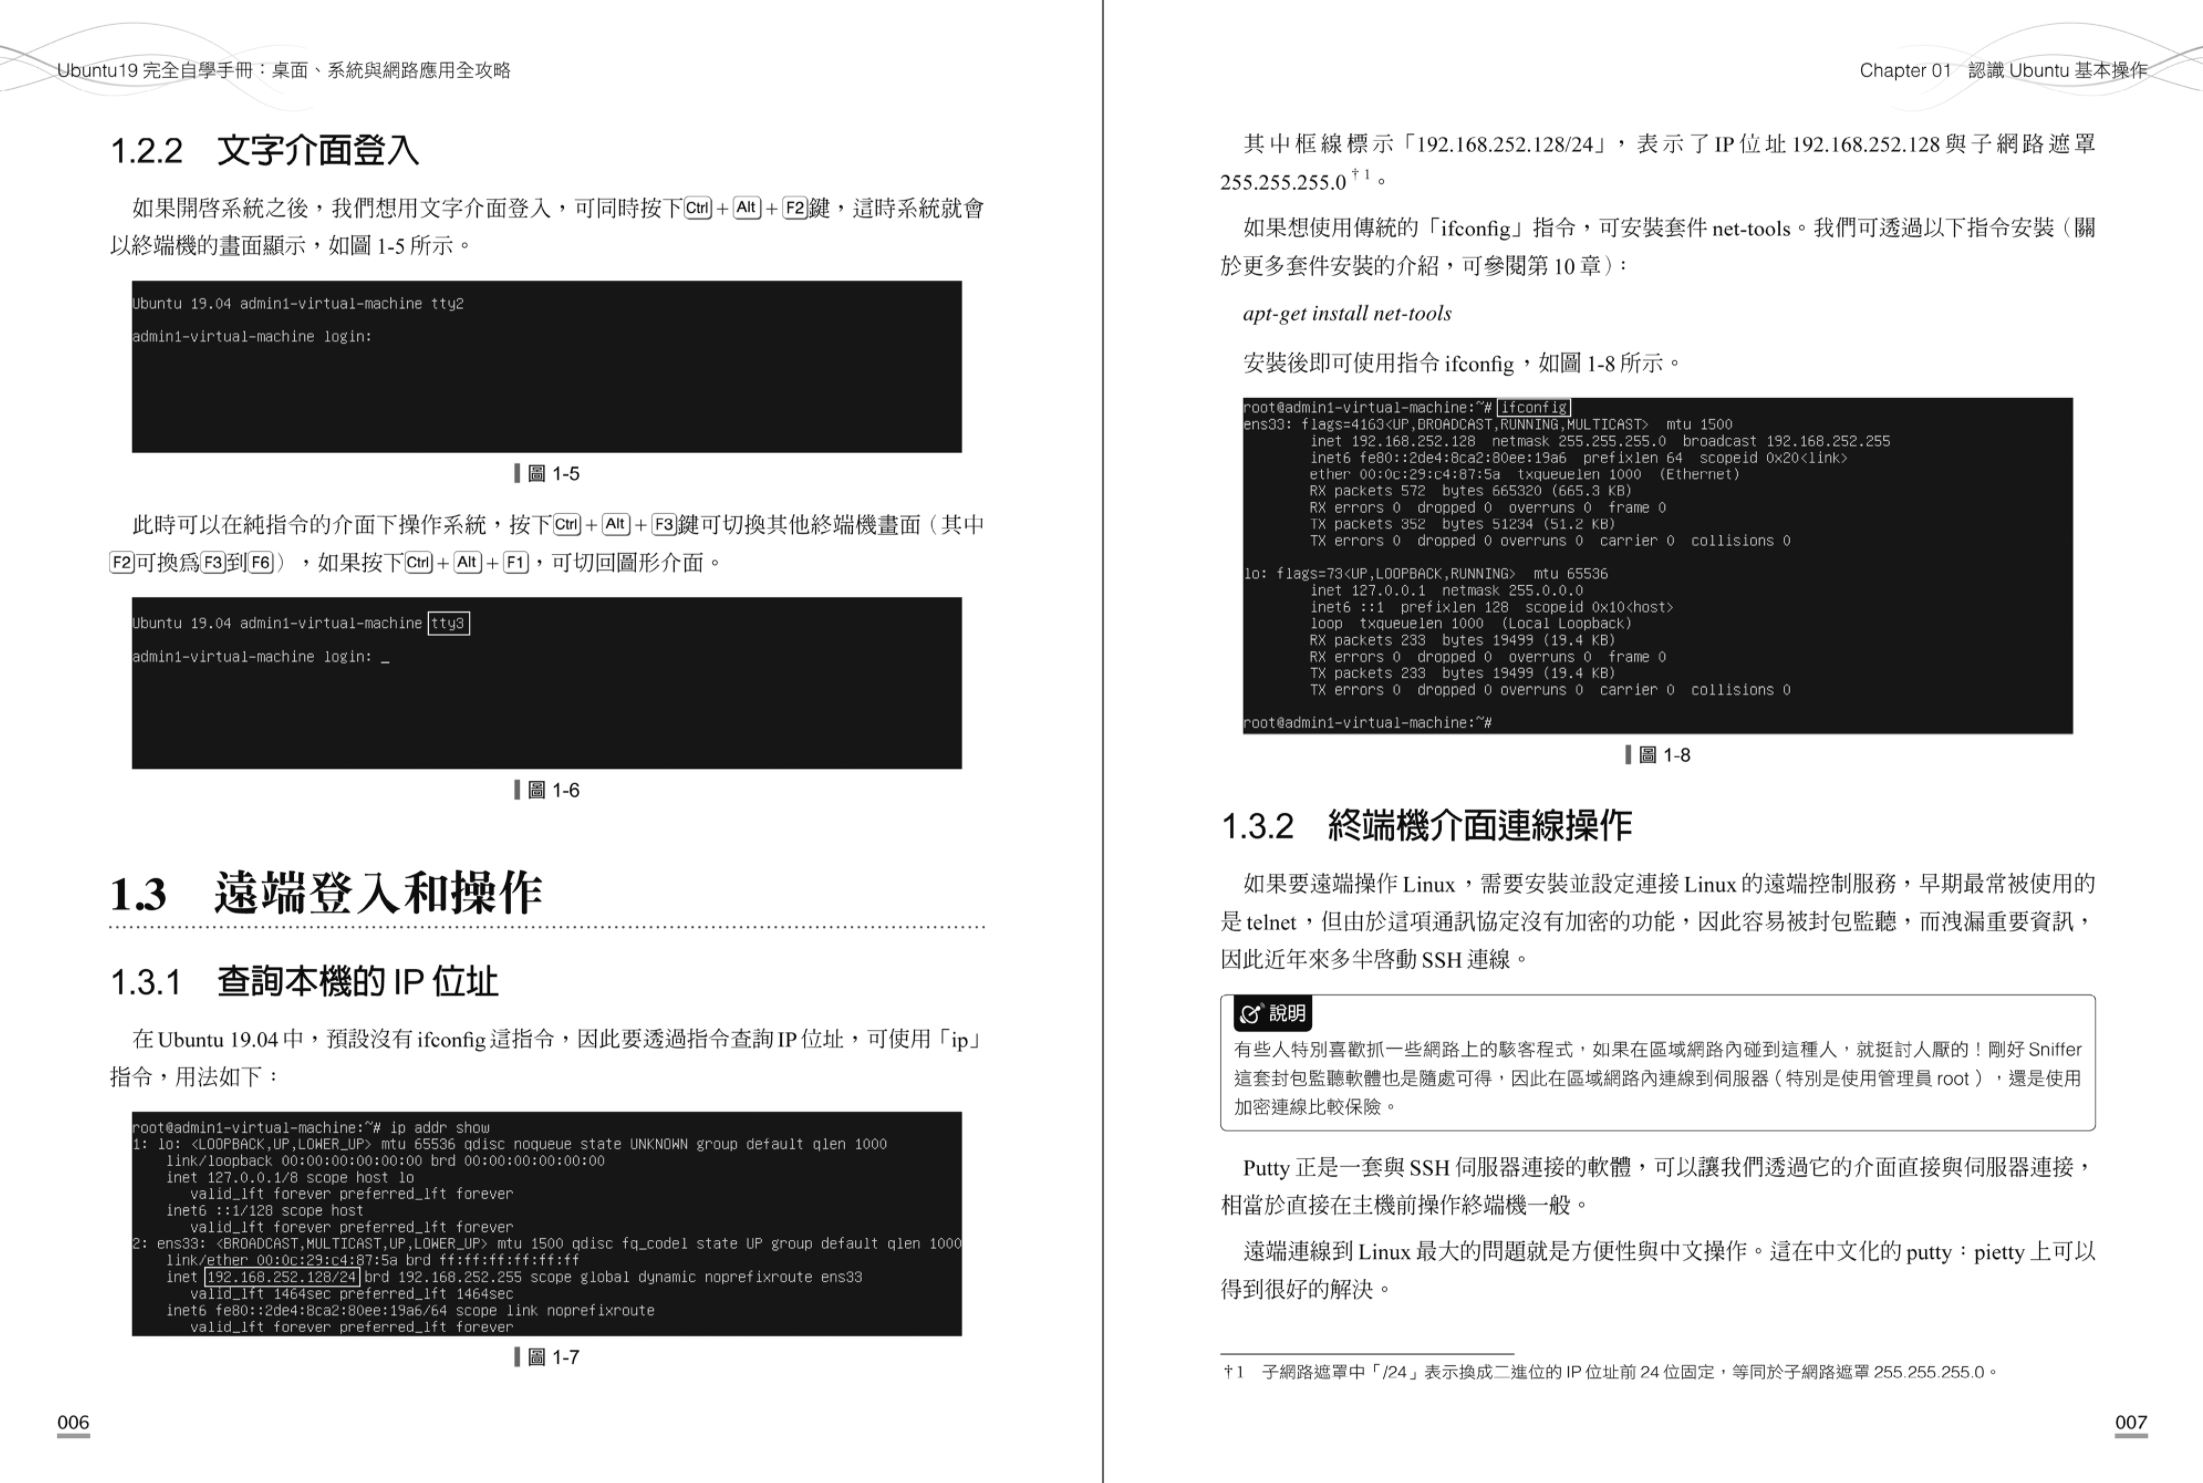 Ubuntu19 完全自學手冊：桌面、系統與網路應用全攻略
1.2.2 文字介面登入
如果開啟系統之後，我們想用文字介面登入，可同時按下Ctrl+Alt+F2鍵，這時系統就會
以終端機的畫面顯示，如圖 1-5 所示。
Ubuntu 19.04 admin1-virtual-machine tty2
admin1-virtual-machine login:
圖 1-5
此時可以在純指令的介面下操作系統，按下Ctrl+Alt+F3鍵可切換其他終端機畫面（其中
F2可換為F3到F6），如果按下Ctrl+Alt+F1，可切回圖形介面。
Ubuntu 19.04 admin1-virtual-machine tty3
admin1-virtual-machine login: _
圖 1-6
1.3 遠端登入和操作
1.3.1 查詢本機的 IP 位址
在 Ubuntu 19.04 中，預設沒有 ifconfig 這指令，因此要透過指令查詢 IP 位址，可使用「ip」
指令，用法如下：
root@admin1-virtual-machine:~# ip addr show
1: lo: <LOOPBACK,UP,LOWER_UP> mtu 65536 qdisc noqueue state UNKNOWN group default qlen 1000
link/loopback 00:00:00:00:00:00 brd 00:00:00:00:00:00
inet 127.0.0.1/8 scope host lo
valid_lft forever preferred_lft forever
inet6 ::1/128 scope host
valid_lft forever preferred_lft forever
2: ens33: <BROADCAST,MULTICAST,UP,LOWER_UP> mtu 1500 qdisc fq_codel state UP group default qlen 1000
link/ether 00:0c:29:c4:87:5a brd ff:ff:ff:ff:ff:ff
inet 192.168.252.128/24 brd 192.168.252.255 scope global dynamic noprefixroute ens33
valid_lft 1464sec preferred_lft 1464sec
inet6 fe80::2de4:8ca2:80ee:19a6/64 scope link noprefixroute
valid_lft forever preferred_lft forever
圖 1-7
006
Chapter 01 認識 Ubuntu 基本操作
其中框線標示「192.168.252.128/24」，表示了 IP 位址 192.168.252.128 與子網路遮罩
255.255.255.0†1。
如果想使用傳統的「ifconfig」指令，可安裝套件 net-tools。我們可透過以下指令安裝（關
於更多套件安裝的介紹，可參閱第 10 章）：
apt-get install net-tools
安裝後即可使用指令 ifconfig，如圖 1-8 所示。
root@admin1-virtual-machine:~# ifconfig
ens33: flags=4163<UP,BROADCAST,RUNNING,MULTICAST> mtu 1500
inet 192.168.252.128 netmask 255.255.255.0 broadcast 192.168.252.255
inet6 fe80::2de4:8ca2:80ee:19a6 prefixlen 64 scopeid 0x20<link>
ether 00:0c:29:c4:87:5a txqueuelen 1000 (Ethernet)
RX packets 572 bytes 665320 (665.3 KB)
RX errors 0 dropped 0 overruns 0 frame 0
TX packets 352 bytes 51234 (51.2 KB)
TX errors 0 dropped 0 overruns 0 carrier 0 collisions 0
lo: flags=73<UP,LOOPBACK,RUNNING> mtu 65536
inet 127.0.0.1 netmask 255.0.0.0
inet6 ::1 prefixlen 128 scopeid 0x10<host>
loop txqueuelen 1000 (Local Loopback)
RX packets 233 bytes 19499 (19.4 KB)
RX errors 0 dropped 0 overruns 0 frame 0
TX packets 233 bytes 19499 (19.4 KB)
TX errors 0 dropped 0 overruns 0 carrier 0 collisions 0
root@admin1-virtual-machine:~#
圖 1-8
1.3.2 終端機介面連線操作
如果要遠端操作 Linux，需要安裝並設定連接 Linux 的遠端控制服務，早期最常被使用的
是 telnet，但由於這項通訊協定沒有加密的功能，因此容易被封包監聽，而洩漏重要資訊，
因此近年來多半啟動 SSH 連線。
說明
有些人特別喜歡抓一些網路上的駭客程式，如果在區域網路內碰到這種人，就挺討人厭的！剛好 Sniffer
這套封包監聽軟體也是隨處可得，因此在區域網路內連線到伺服器（特別是使用管理員 root），還是使用
加密連線比較保險。
Putty 正是一套與 SSH 伺服器連接的軟體，可以讓我們透過它的介面直接與伺服器連接，
相當於直接在主機前操作終端機一般。
遠端連線到 Linux 最大的問題就是方便性與中文操作。這在中文化的 putty：pietty 上可以
得到很好的解決。
†1 子網路遮罩中「/24」表示換成二進位的 IP 位址前 24 位固定，等同於子網路遮罩 255.255.255.0。
007